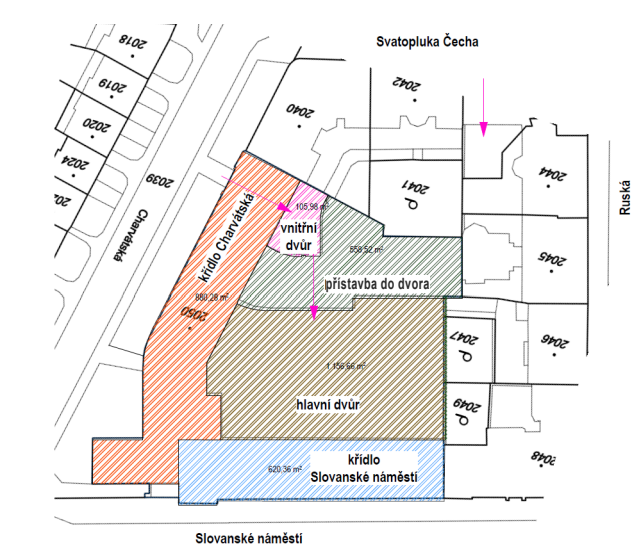 Svatopluka Čecha
2018
2019
2020
2024
2039
2040
2042
2041
2044
2045
2046
2047
2049
2048
Ruská
Charvátská
křídlo Charvátská
880,28 m²
2050
105,98 m²
vnitřní
dvůr
558,52 m²
přístavba do dvora
1 156,66 m²
hlavní dvůr
620,36 m²
křídlo
Slovanské náměstí
Slovanské náměstí